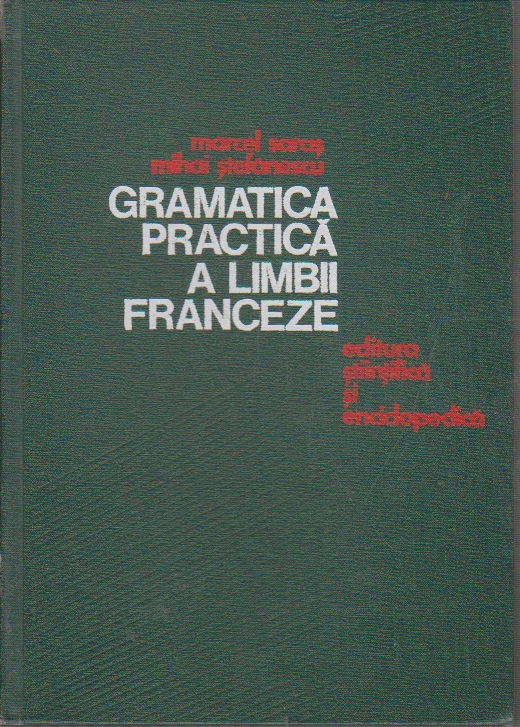 marcel saraș
mihai ștefănescu
GRAMATICA
PRACTICĂ
A LIMBII
FRANCEZE
editura
științifică
și
enciclopedică